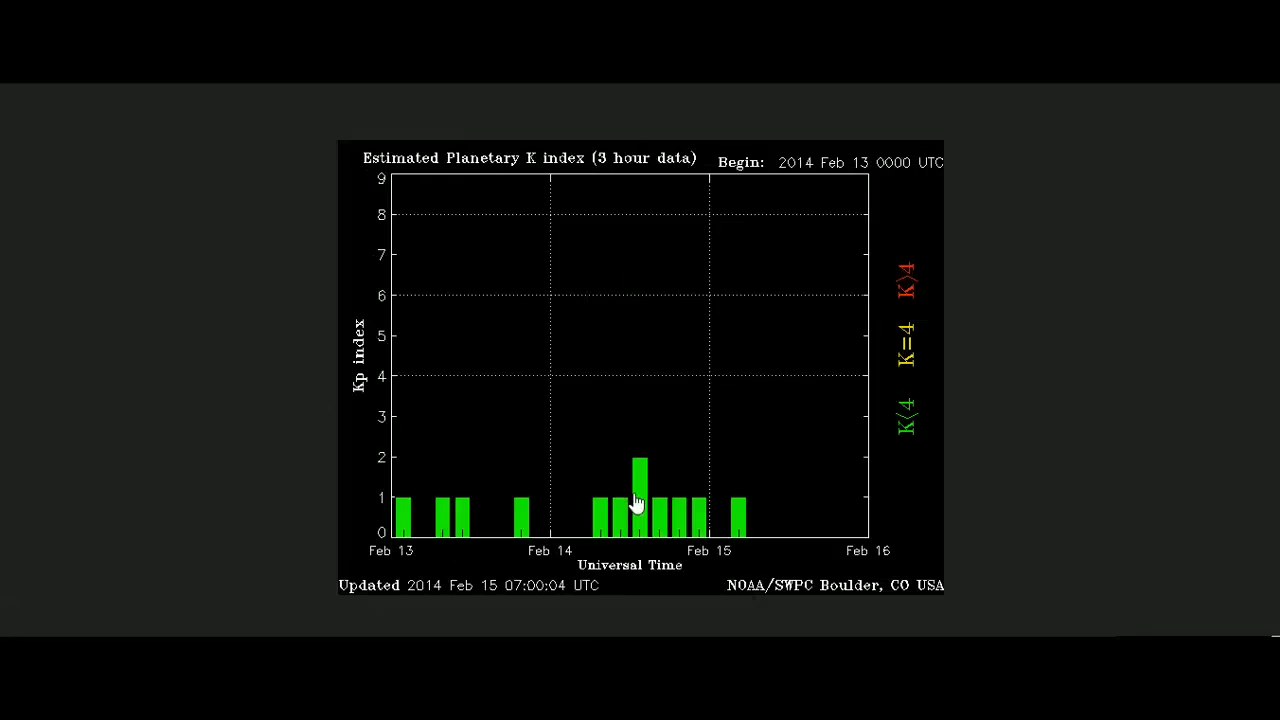 Estimated Planetary K index (3 hour data)
Begin: 2014 Feb 13 0000 UTC
9
8
7
6
5
4
3
2
1
0
Kp index
K>4
K=4
K<4
Feb 13
Feb 14
Feb 15
Feb 16
Universal Time
Updated 2014 Feb 15 07:00:04 UTC
NOAA/SWPC Boulder, CO USA